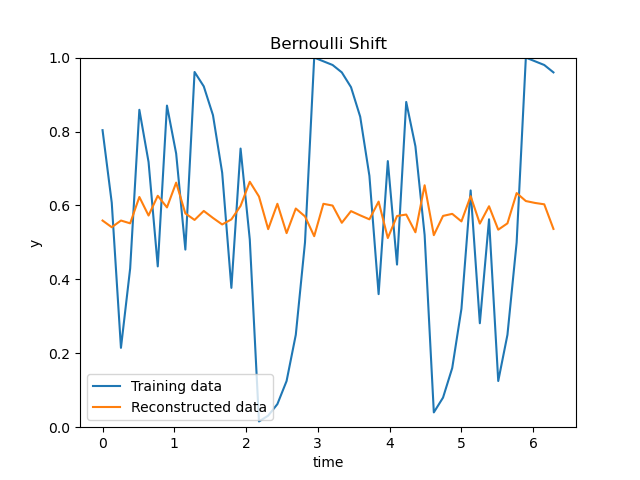 Bernoulli Shift
1.0
0.8
0.6
0.4
0.2
0.0
y
Training data
Reconstructed data
0 1 2 3 4 5 6
time